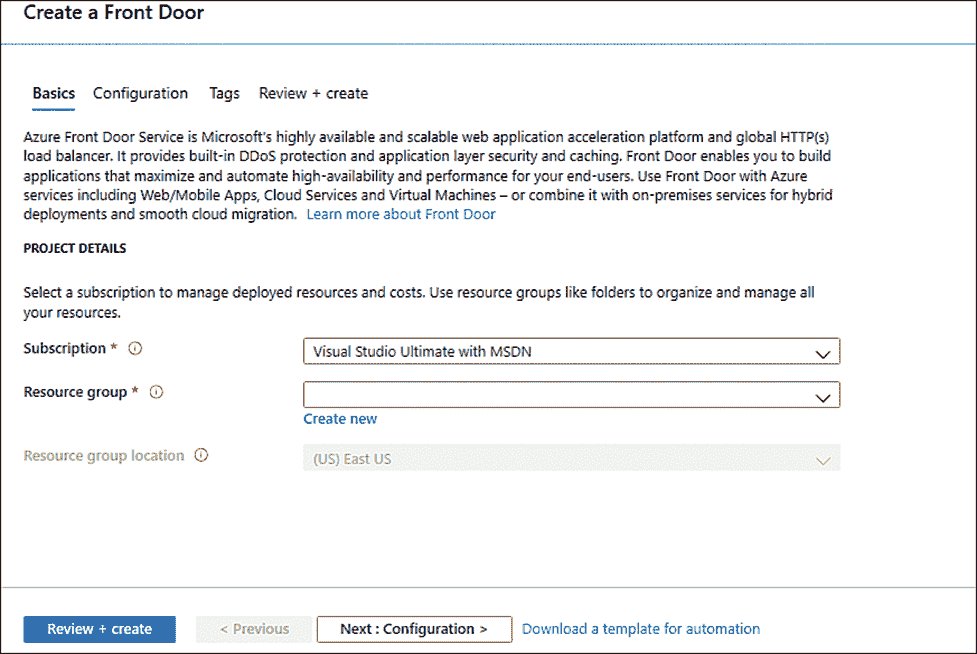 Create a Front Door
Basics Configuration Tags Review + create
Azure Front Door Service is Microsoft's highly available and scalable web application acceleration platform and global HTTP(s)
load balancer. It provides built-in DDoS protection and application layer security and caching. Front Door enables you to build
applications that maximize and automate high-availability and performance for your end-users. Use Front Door with Azure
services including Web/Mobile Apps, Cloud Services and Virtual Machines – or combine it with on-premises services for hybrid
deployments and smooth cloud migration. Learn more about Front Door
PROJECT DETAILS
Select a subscription to manage deployed resources and costs. Use resource groups like folders to organize and manage all
your resources.
Subscription * Visual Studio Ultimate with MSDN
Resource group *
Create new
Resource group location (US) East US
Review + create < Previous Next : Configuration > Download a template for automation